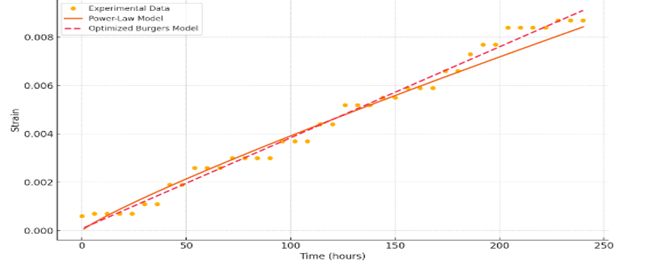 Experimental Data
Power-Law Model
Optimized Burgers Model
0.008
0.006
0.004
0.002
0.000
Strain
0
50
100
150
200
250
Time (hours)